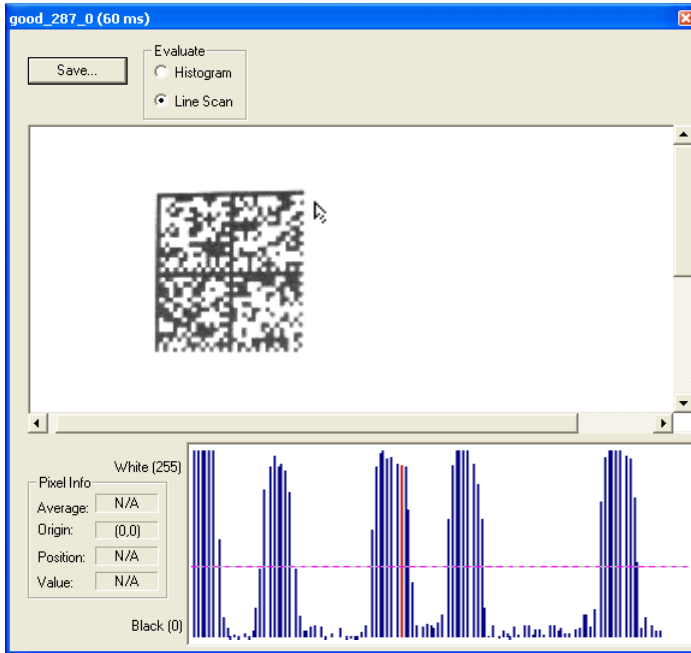 good_287_0 (60 ms)
Save...
Evaluate
Histogram
Line Scan
White (255)
Pixel Info
Average: N/A
Origin: (0,0)
Position: N/A
Value: N/A
Black (0)